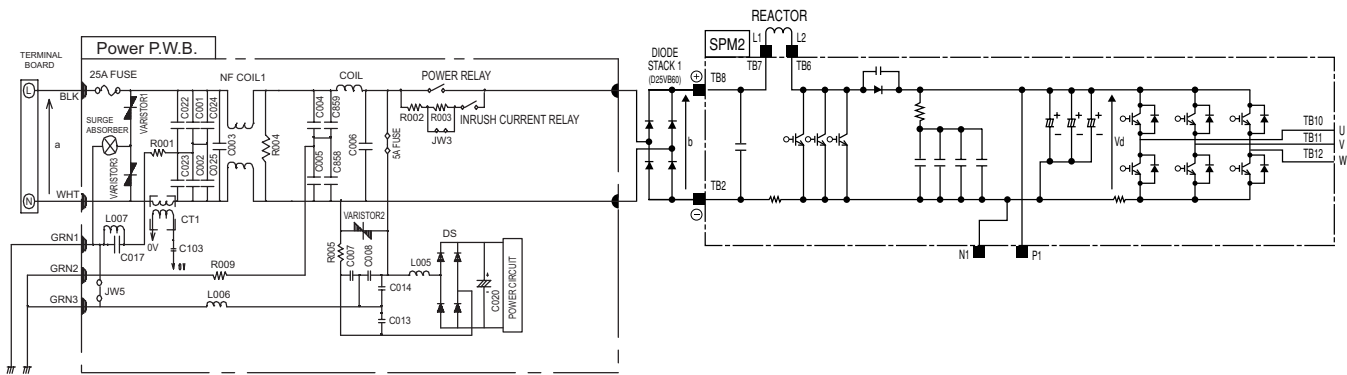 REACTOR
Power P.W.B.
SPM2
L1
L2
TERMINAL
BOARD
DIODE
STACK 1
(D25VB60)
TB7
TB6
25A FUSE
NF COIL1
COIL
POWER RELAY
TB8
L
BLK
VARISTOR1
C022
C001
C024
C004
C859
R002
R003
INRUSH CURRENT RELAY
SURGE
ABSORBER
JW3
5A FUSE
TB10
U
a
R001
C003
R004
C006
b
Vd
TB11
V
TB12
W
VARISTOR3
C023
C002
C025
C005
C858
N
WHT
TB2
CT1
VARISTOR2
L007
GRN1
0V
C103
C017
R005
C007
C008
DS
N1
P1
GRN2
R009
0V
L005
C020
POWER CIRCUIT
C014
JW5
GRN3
L006
C013